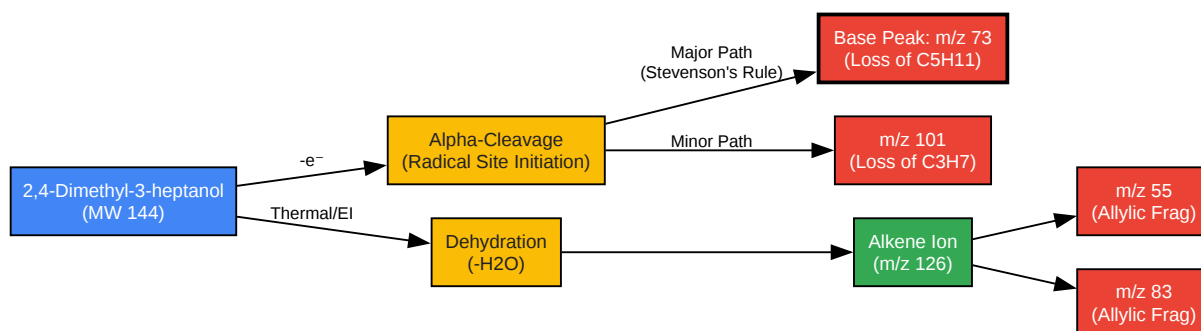 Base Peak: m/z 73
(Loss of C5H11)
Major Path
(Stevenson's Rule)
Alpha-Cleavage
(Radical Site Initiation)
Minor Path
m/z 101
(Loss of C3H7)
-e⁻
2,4-Dimethyl-3-heptanol
(MW 144)
Thermal/EI
Dehydration
(-H2O)
Alkene Ion
(m/z 126)
m/z 55
(Allylic Frag)
m/z 83
(Allylic Frag)